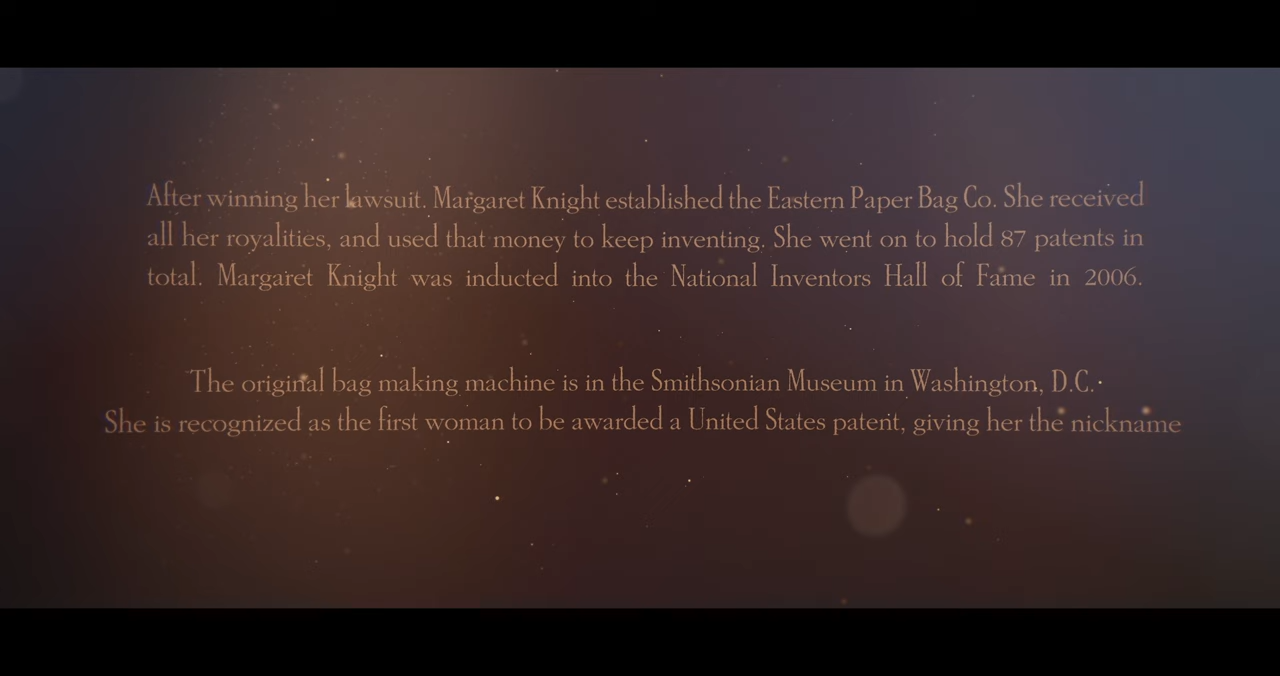 After winning her lawsuit. Margaret Knight established the Eastern Paper Bag Co. She received
all her royalities, and used that money to keep inventing. She went on to hold 87 patents in
total. Margaret Knight was inducted into the National Inventors Hall of Fame in 2006.
The original bag making machine is in the Smithsonian Museum in Washington, D.C.
She is recognized as the first woman to be awarded a United States patent, giving her the nickname